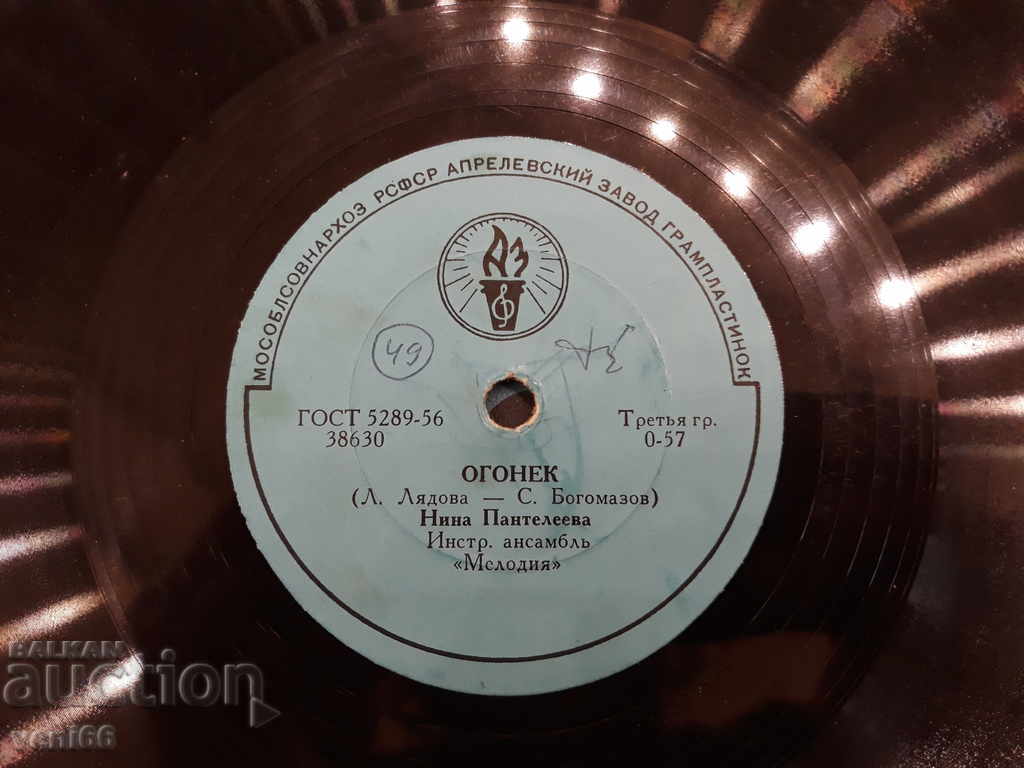 МОСОБЛСОВНАРХОЗ РСФСР АПРЕЛЕВСКИЙ ЗАВОД ГРАМПЛАСТИНОК
АЗ
49
ГОСТ 5289-56
38630
Третья гр.
0-57
ОГОНЕК
(Л. Лядова — С. Богомазов)
Нина Пантелеева
Инстр. ансамбль
«Мелодия»
BALKAN
auction
veni66